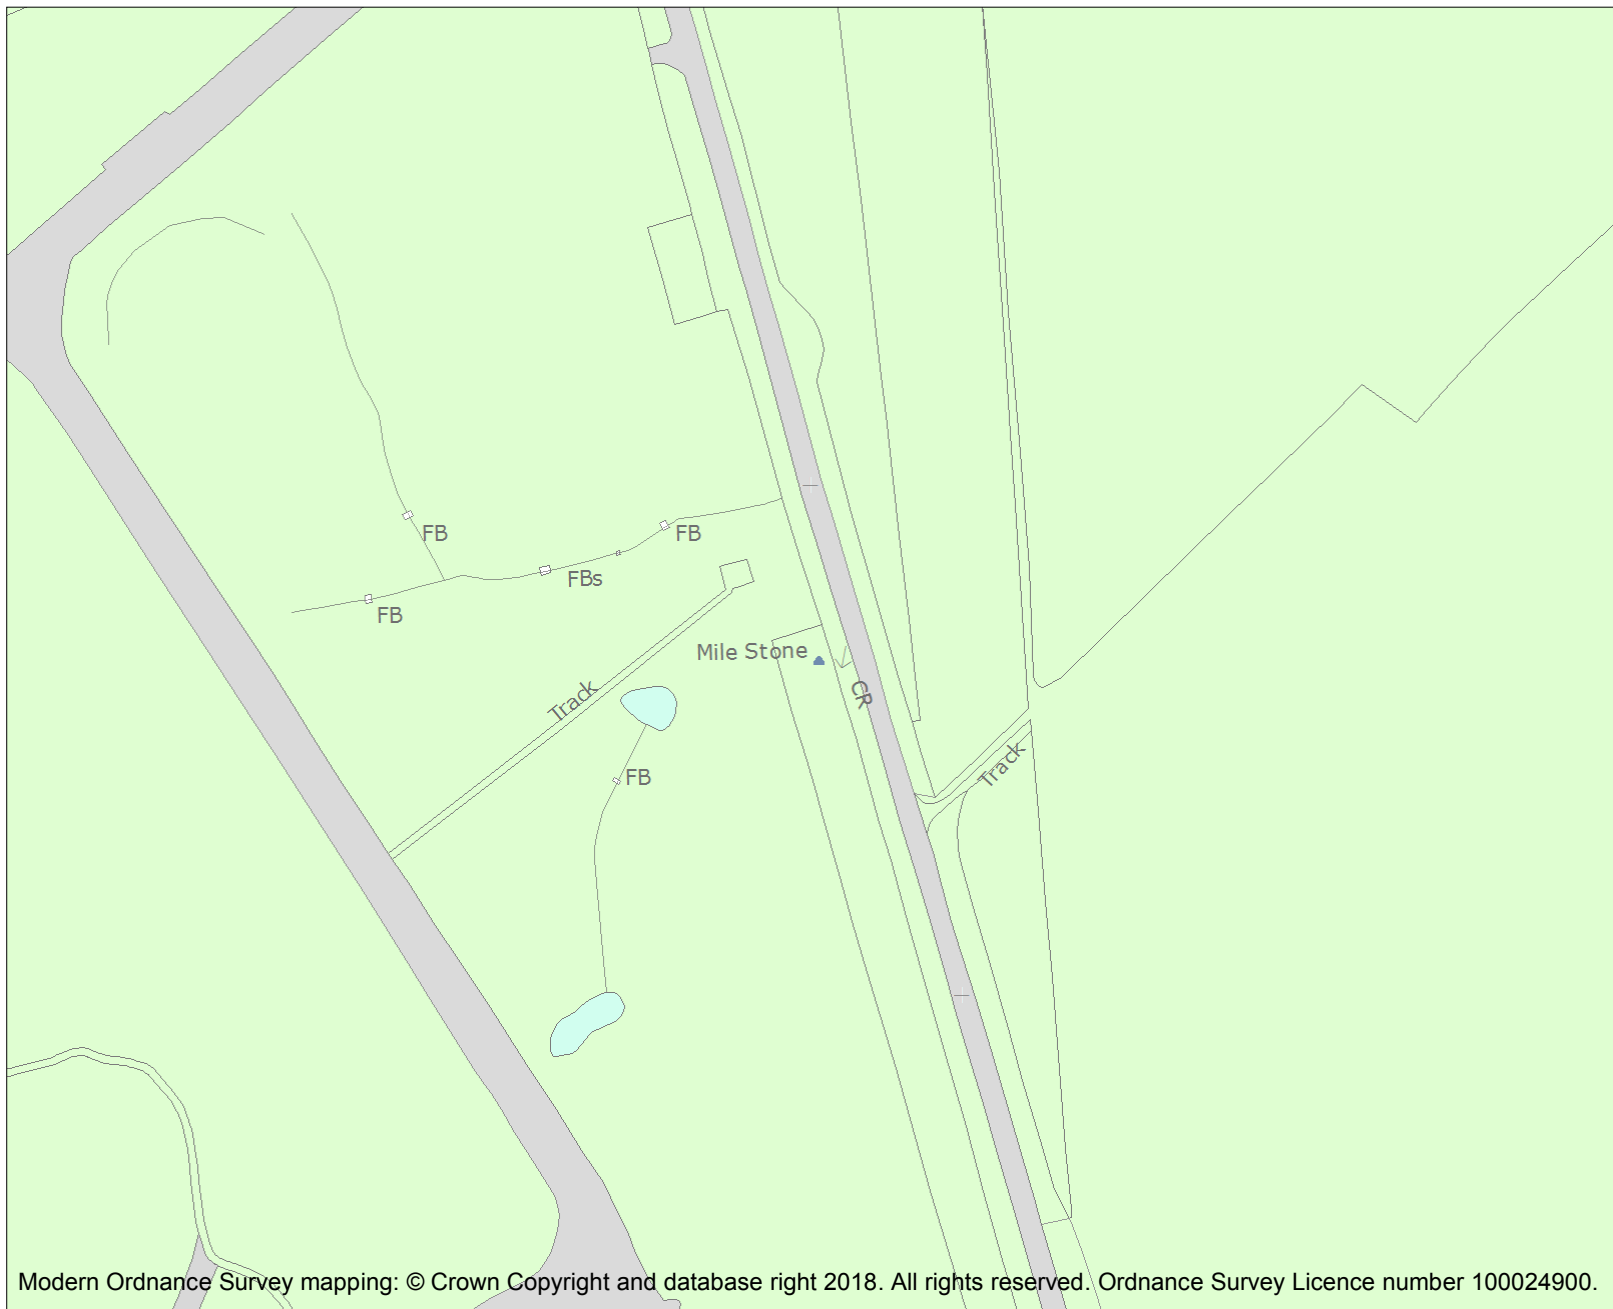 FB
FB
FBs
FB
Mile Stone
Track
CR
Track
FB
Modern Ordnance Survey mapping: © Crown Copyright and database right 2018. All rights reserved. Ordnance Survey Licence number 100024900.